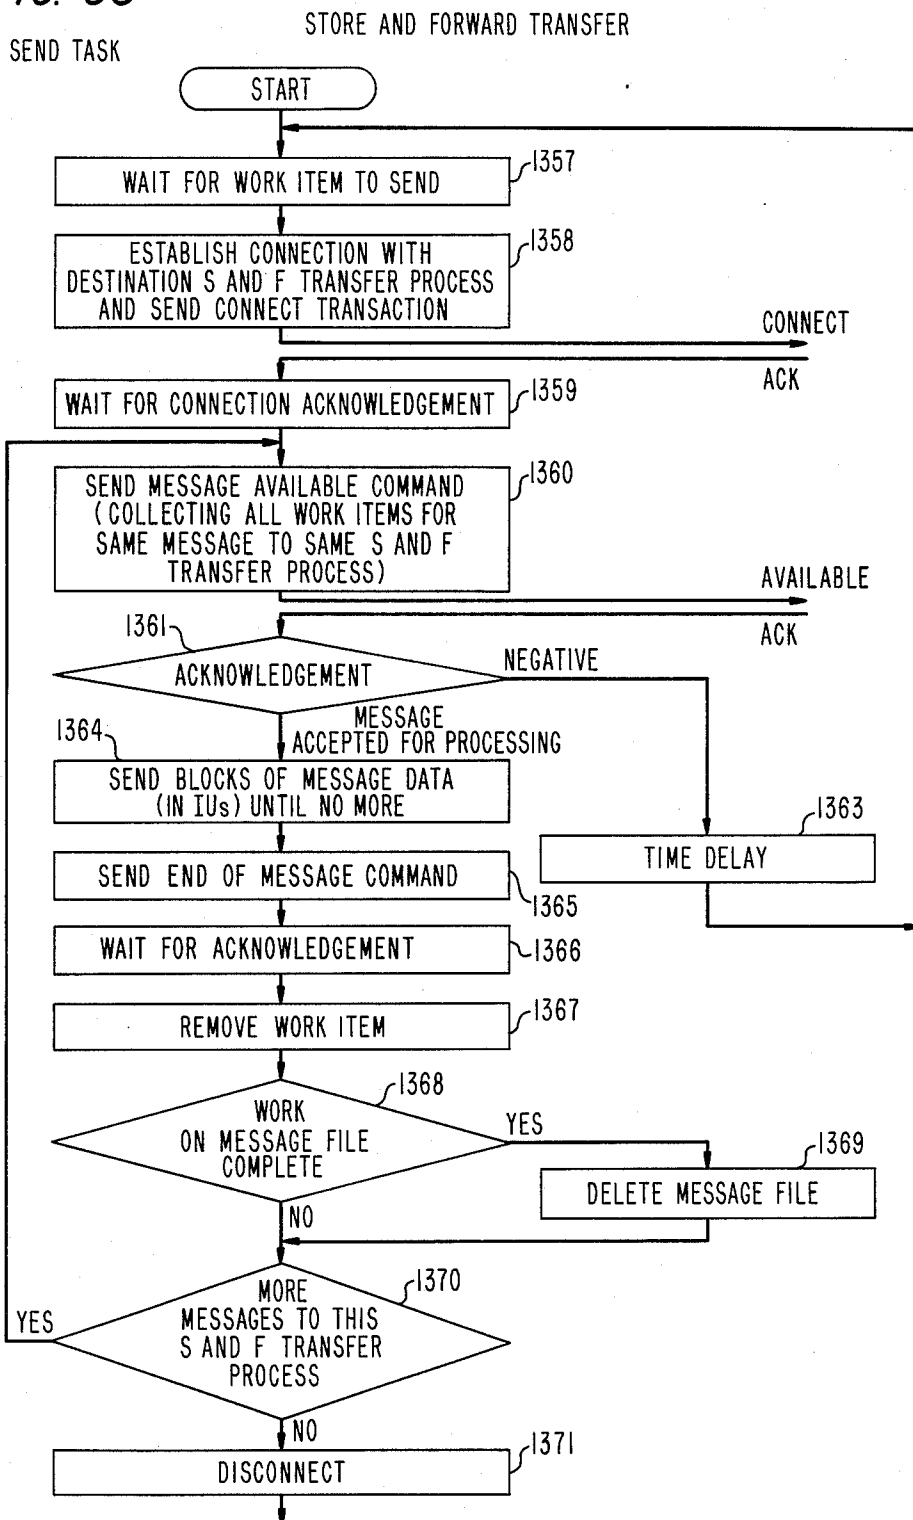 STORE AND FORWARD TRANSFER
SEND TASK
START
1357
WAIT FOR WORK ITEM TO SEND
1358
ESTABLISH CONNECTION WITH
DESTINATION S AND F TRANSFER PROCESS
AND SEND CONNECT TRANSACTION
CONNECT
ACK
1359
WAIT FOR CONNECTION ACKNOWLEDGEMENT
1360
SEND MESSAGE AVAILABLE COMMAND
(COLLECTING ALL WORK ITEMS FOR
SAME MESSAGE TO SAME S AND F
TRANSFER PROCESS)
AVAILABLE
ACK
1361
ACKNOWLEDGEMENT
NEGATIVE
MESSAGE
ACCEPTED FOR PROCESSING
1364
SEND BLOCKS OF MESSAGE DATA
(IN IUs) UNTIL NO MORE
1363
TIME DELAY
SEND END OF MESSAGE COMMAND
1365
WAIT FOR ACKNOWLEDGEMENT
1366
REMOVE WORK ITEM
1367
1368
WORK
ON MESSAGE FILE
COMPLETE
YES
1369
DELETE MESSAGE FILE
NO
1370
MORE
MESSAGES TO THIS
S AND F TRANSFER
PROCESS
YES
NO
1371
DISCONNECT